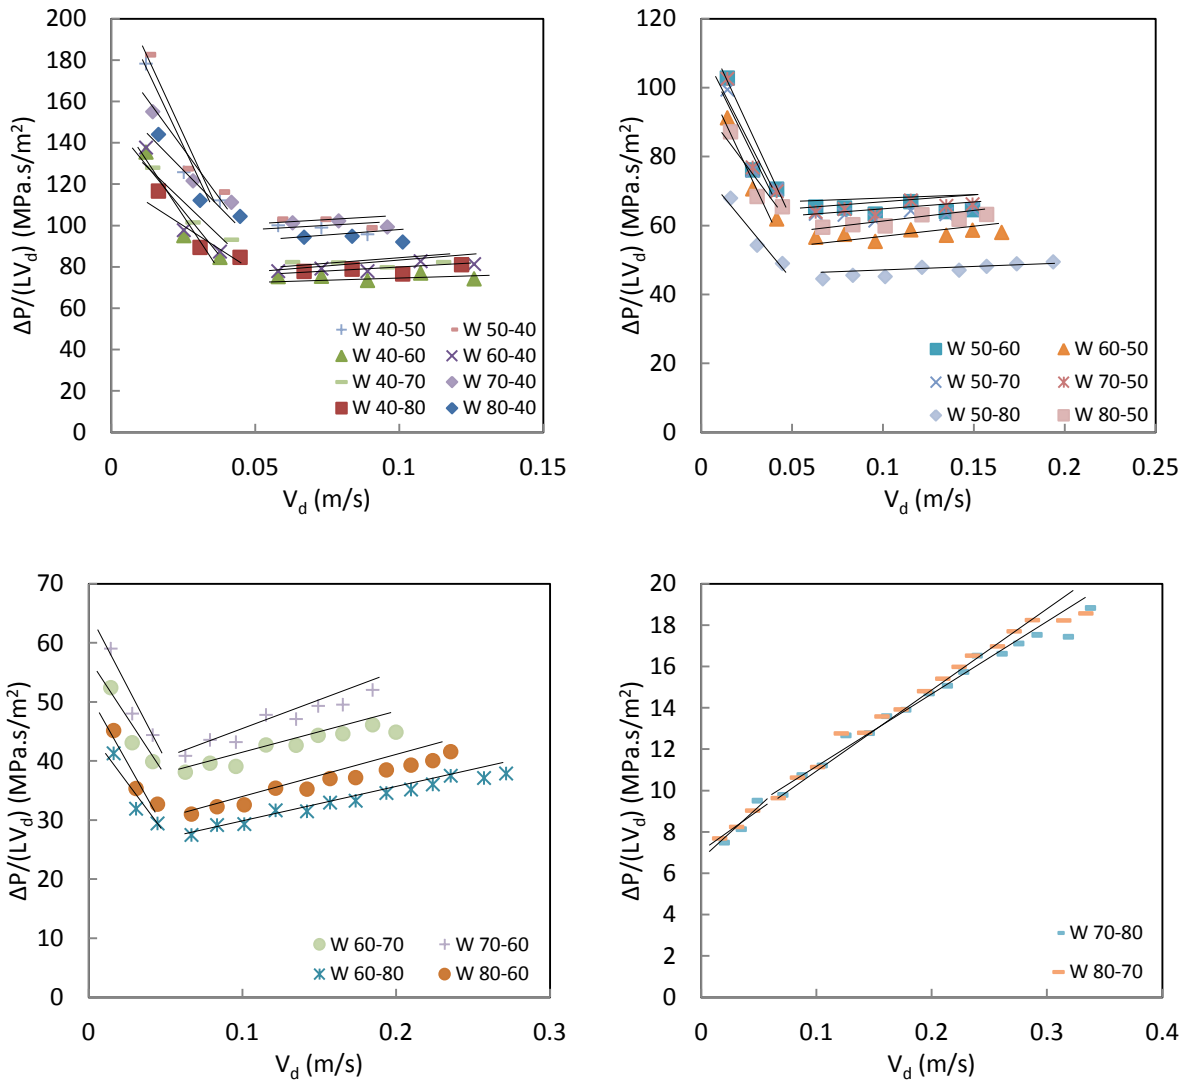 200
180
160
140
120
100
80
60
40
20
0
ΔP/(LVd) (MPa.s/m²)
W 40-50 W 50-40
W 40-60 W 60-40
W 40-70 W 70-40
W 40-80 W 80-40
0 0.05 0.1 0.15
Vd (m/s)
120
100
80
60
40
20
0
ΔP/(LVd) (MPa.s/m²)
W 50-60 W 60-50
W 50-70 W 70-50
W 50-80 W 80-50
0 0.05 0.1 0.15 0.2 0.25
Vd (m/s)
70
60
50
40
30
20
10
0
ΔP/(LVd) (MPa.s/m²)
W 60-70 W 70-60
W 60-80 W 80-60
0 0.1 0.2 0.3
Vd (m/s)
20
18
16
14
12
10
8
6
4
2
0
ΔP/(LVd) (MPa.s/m²)
W 70-80
W 80-70
0 0.1 0.2 0.3 0.4
Vd (m/s)